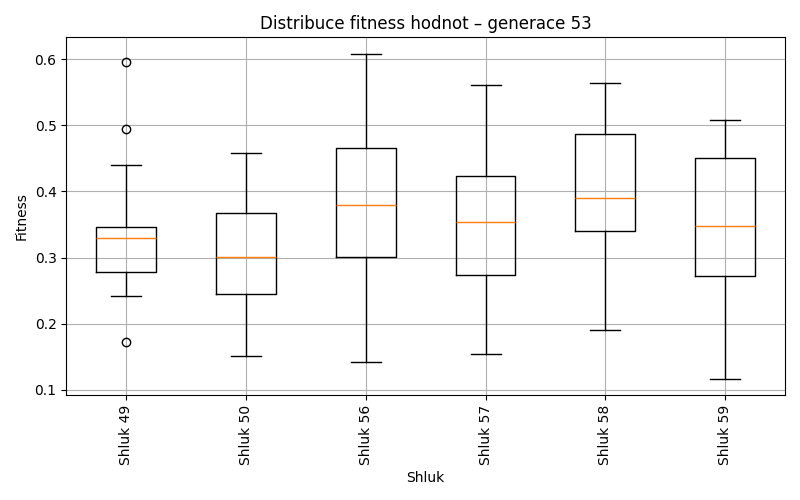 Distribuce fitness hodnot – generace 53
Fitness
0.6
0.5
0.4
0.3
0.2
0.1
Shluk 49
Shluk 50
Shluk 56
Shluk 57
Shluk 58
Shluk 59
Shluk